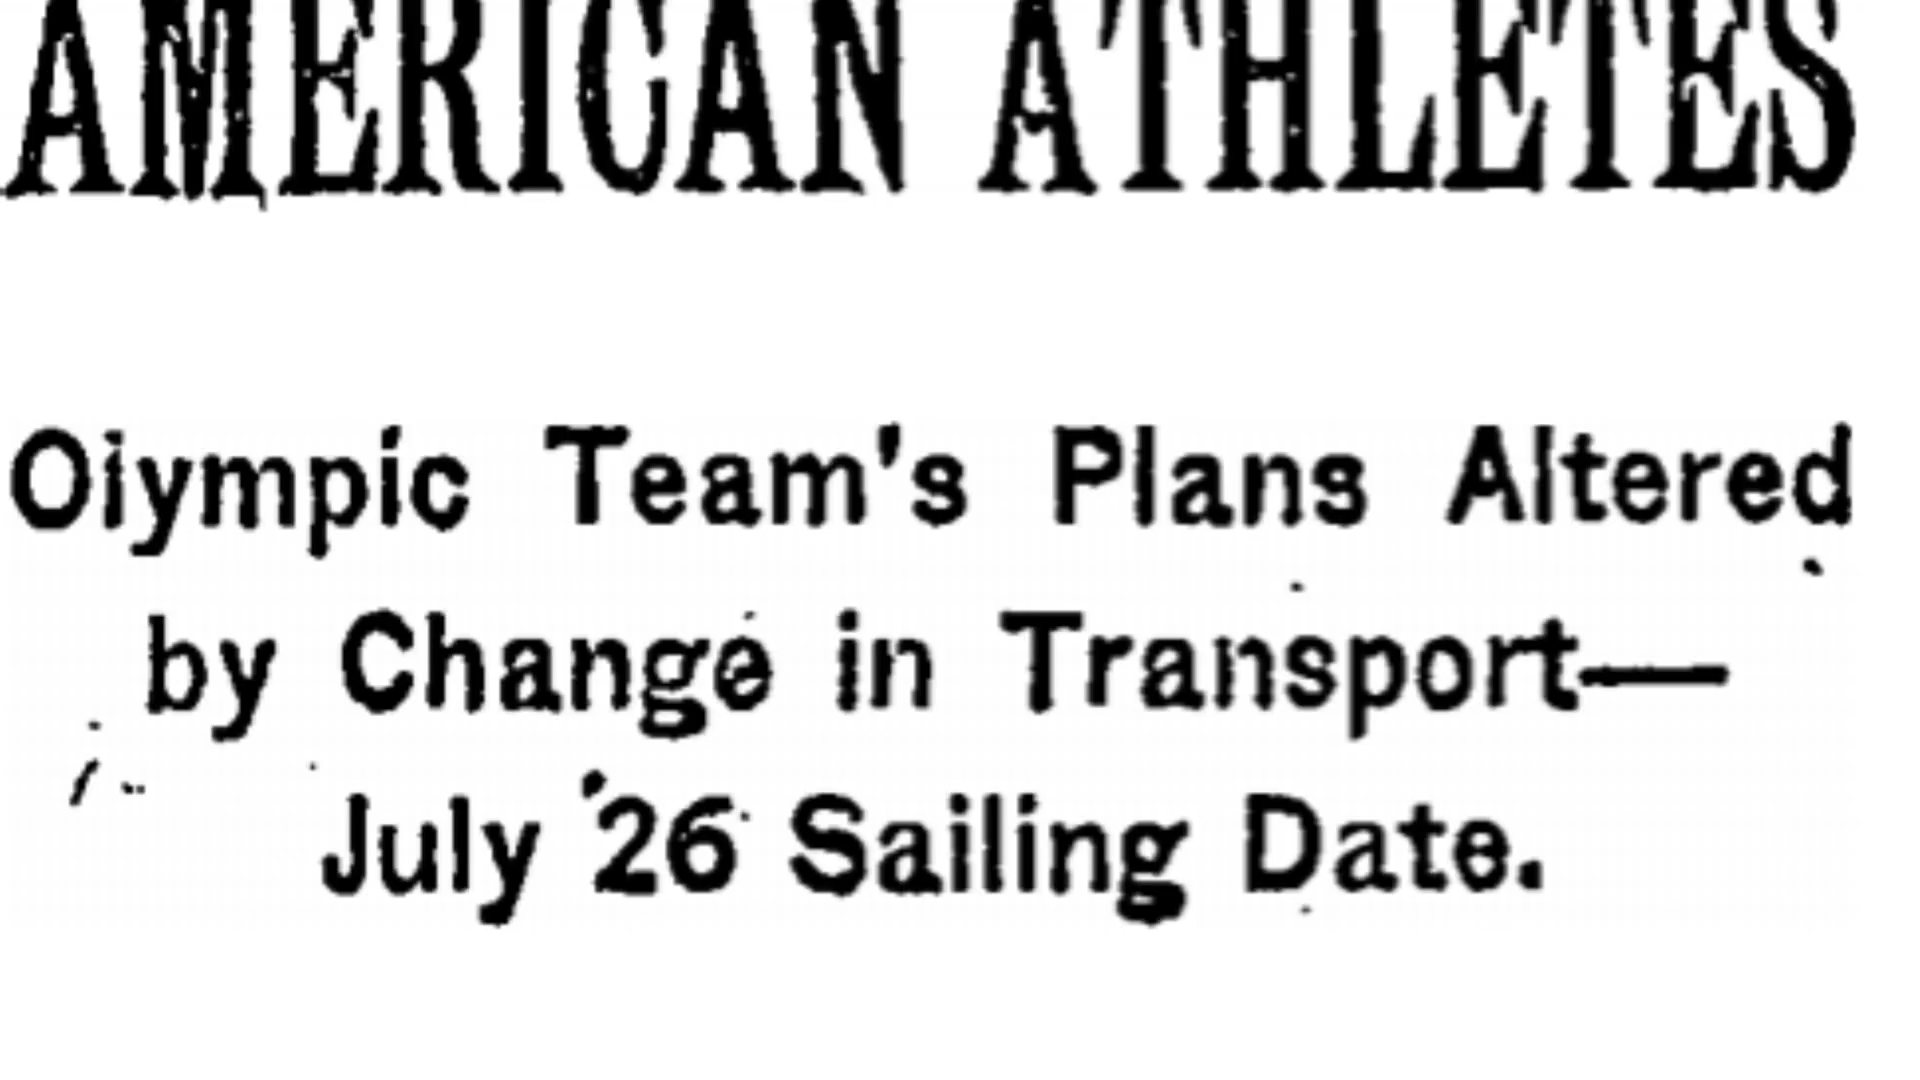 AMERICAN ATHLETES
Olympic Team's Plans Altered
by Change in Transport—
July 26 Sailing Date.